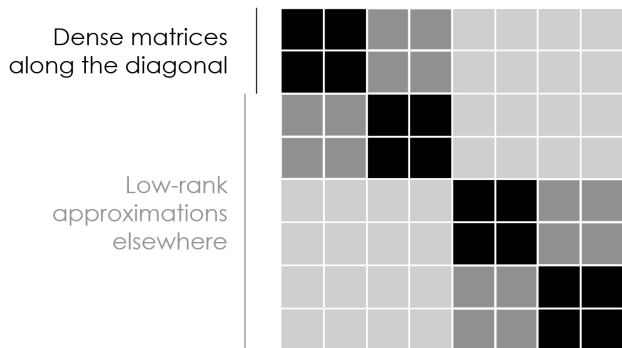 Dense matrices
along the diagonal
Low-rank
approximations
elsewhere